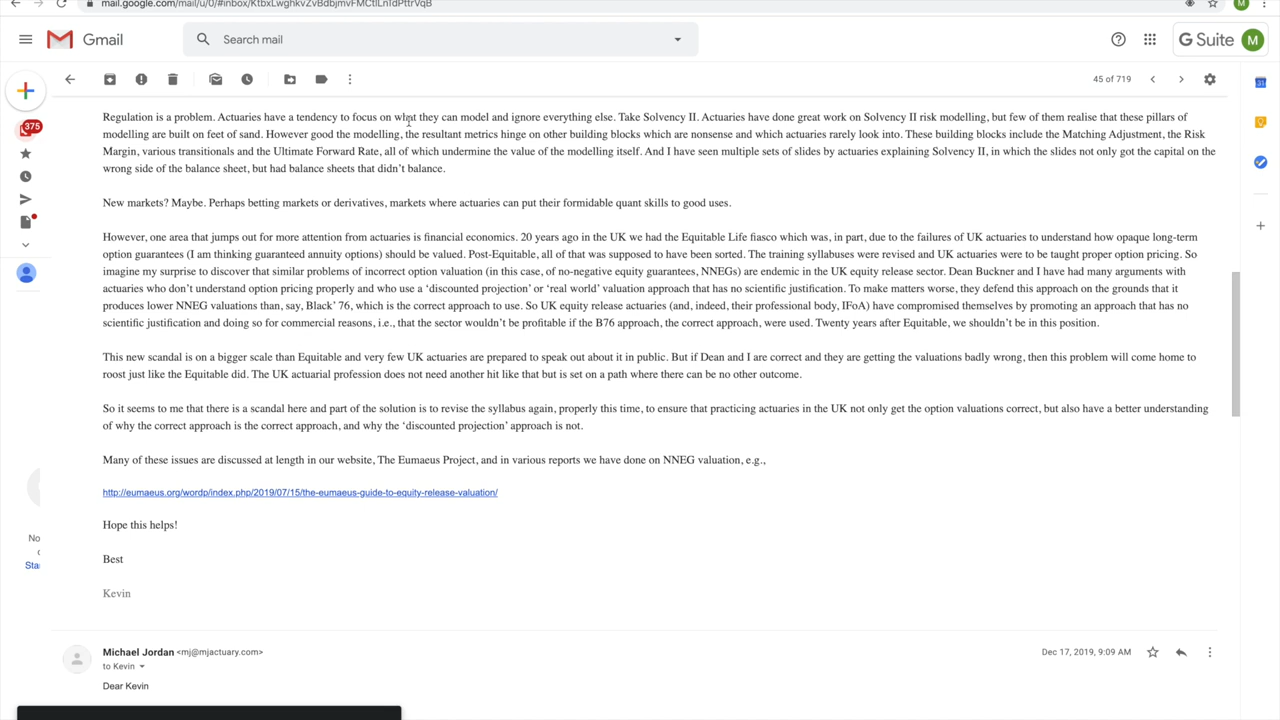 Gmail
Search mail
G Suite
M
45 of 719
375
Regulation is a problem. Actuaries have a tendency to focus on what they can model and ignore everything else. Take Solvency II. Actuaries have done great work on Solvency II risk modelling, but few of them realise that these pillars of
modelling are built on feet of sand. However good the modelling, the resultant metrics hinge on other building blocks which are nonsense and which actuaries rarely look into. These building blocks include the Matching Adjustment, the Risk
Margin, various transitionals and the Ultimate Forward Rate, all of which undermine the value of the modelling itself. And I have seen multiple sets of slides by actuaries explaining Solvency II, in which the slides not only got the capital on the
wrong side of the balance sheet, but had balance sheets that didn't balance.
New markets? Maybe. Perhaps betting markets or derivatives, markets where actuaries can put their formidable quant skills to good uses.
However, one area that jumps out for more attention from actuaries is financial economics. 20 years ago in the UK we had the Equitable Life fiasco which was, in part, due to the failures of UK actuaries to understand how opaque long-term
option guarantees (I am thinking guaranteed annuity options) should be valued. Post-Equitable, all of that was supposed to have been sorted. The training syllabuses were revised and UK actuaries were to be taught proper option pricing. So
imagine my surprise to discover that similar problems of incorrect option valuation (in this case, of no-negative equity guarantees, NNEGs) are endemic in the UK equity release sector. Dean Buckner and I have had many arguments with
actuaries who don't understand option pricing properly and who use a 'discounted projection' or 'real world' valuation approach that has no scientific justification. To make matters worse, they defend this approach on the grounds that it
produces lower NNEG valuations than, say, Black' 76, which is the correct approach to use. So UK equity release actuaries (and, indeed, their professional body, IFoA) have compromised themselves by promoting an approach that has no
scientific justification and doing so for commercial reasons, i.e., that the sector wouldn't be profitable if the B76 approach, the correct approach, were used. Twenty years after Equitable, we shouldn't be in this position.
This new scandal is on a bigger scale than Equitable and very few UK actuaries are prepared to speak out about it in public. But if Dean and I are correct and they are getting the valuations badly wrong, then this problem will come home to
roost just like the Equitable did. The UK actuarial profession does not need another hit like that but is set on a path where there can be no other outcome.
So it seems to me that there is a scandal here and part of the solution is to revise the syllabus again, properly this time, to ensure that practicing actuaries in the UK not only get the option valuations correct, but also have a better understanding
of why the correct approach is the correct approach, and why the 'discounted projection' approach is not.
Many of these issues are discussed at length in our website, The Eumaeus Project, and in various reports we have done on NNEG valuation, e.g.,
http://eumaeus.org/wordp/index.php/2019/07/15/the-eumaeus-guide-to-equity-release-valuation/
Hope this helps!
No
Star
Best
Kevin
Michael Jordan <mj@mjactuary.com>
Dec 17, 2019, 9:09 AM
to Kevin
Dear Kevin